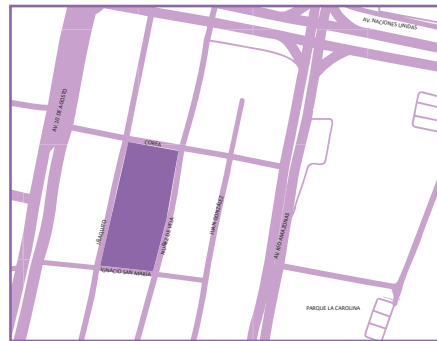 AV. NACIONES UNIDAS
AV. 10 DE AGOSTO
COREA
IÑAQUITO
NUÑEZ DE VELA
JUAN GONZÁLEZ
AV. RÍO AMAZONAS
IGNACIO SAN MARÍA
PARQUE LA CAROLINA